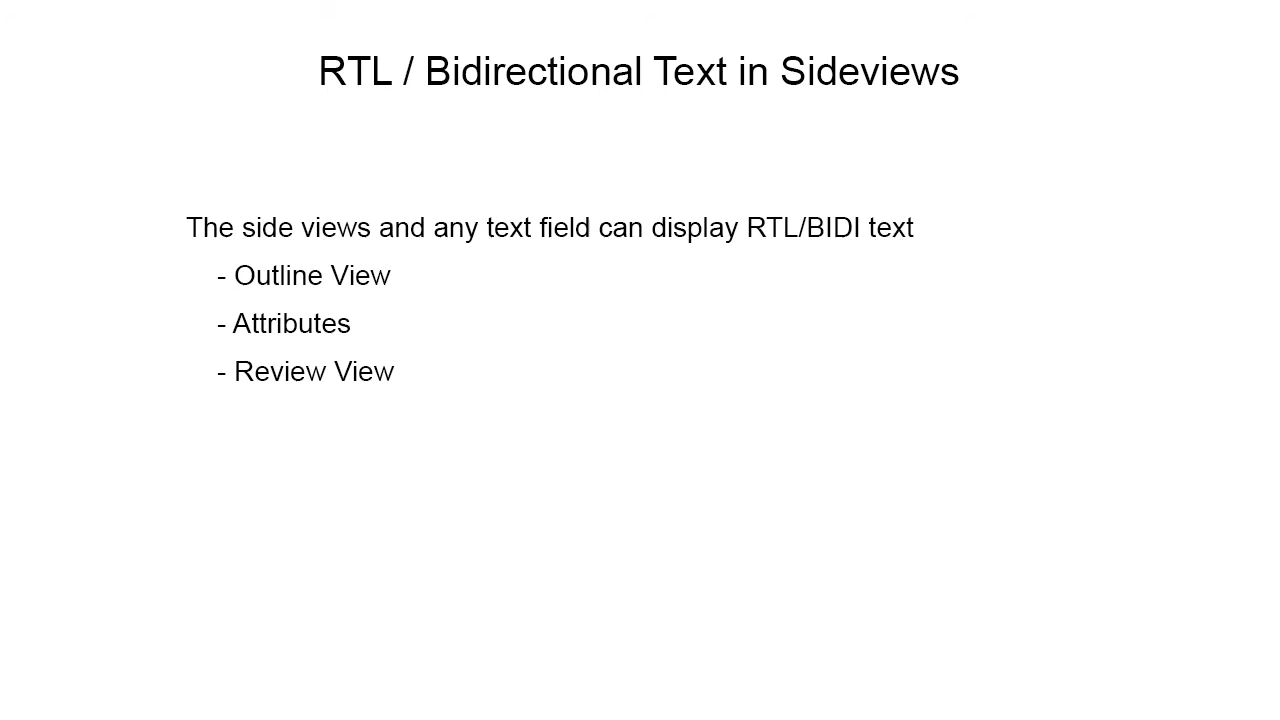 RTL / Bidirectional Text in Sideviews
The side views and any text field can display RTL/BIDI text
- Outline View
- Attributes
- Review View